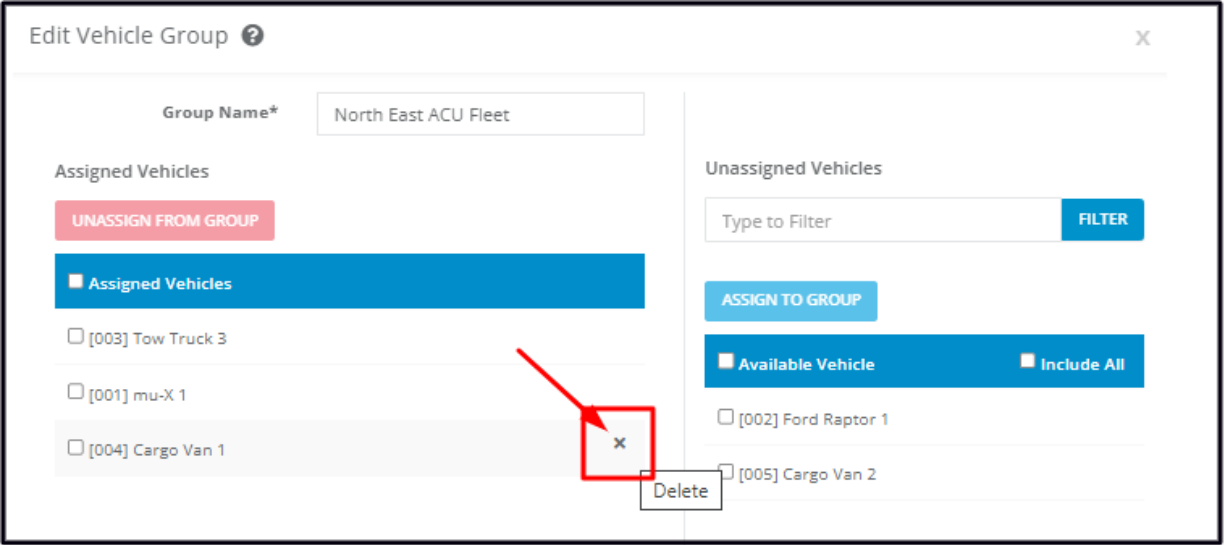 Edit Vehicle Group ?
x
Group Name*
North East ACU Fleet
Assigned Vehicles
UNASSIGN FROM GROUP
Assigned Vehicles
[003] Tow Truck 3
[001] mu-X 1
[004] Cargo Van 1
×
Delete
Unassigned Vehicles
Type to Filter
FILTER
ASSIGN TO GROUP
Available Vehicle
Include All
[002] Ford Raptor 1
[005] Cargo Van 2